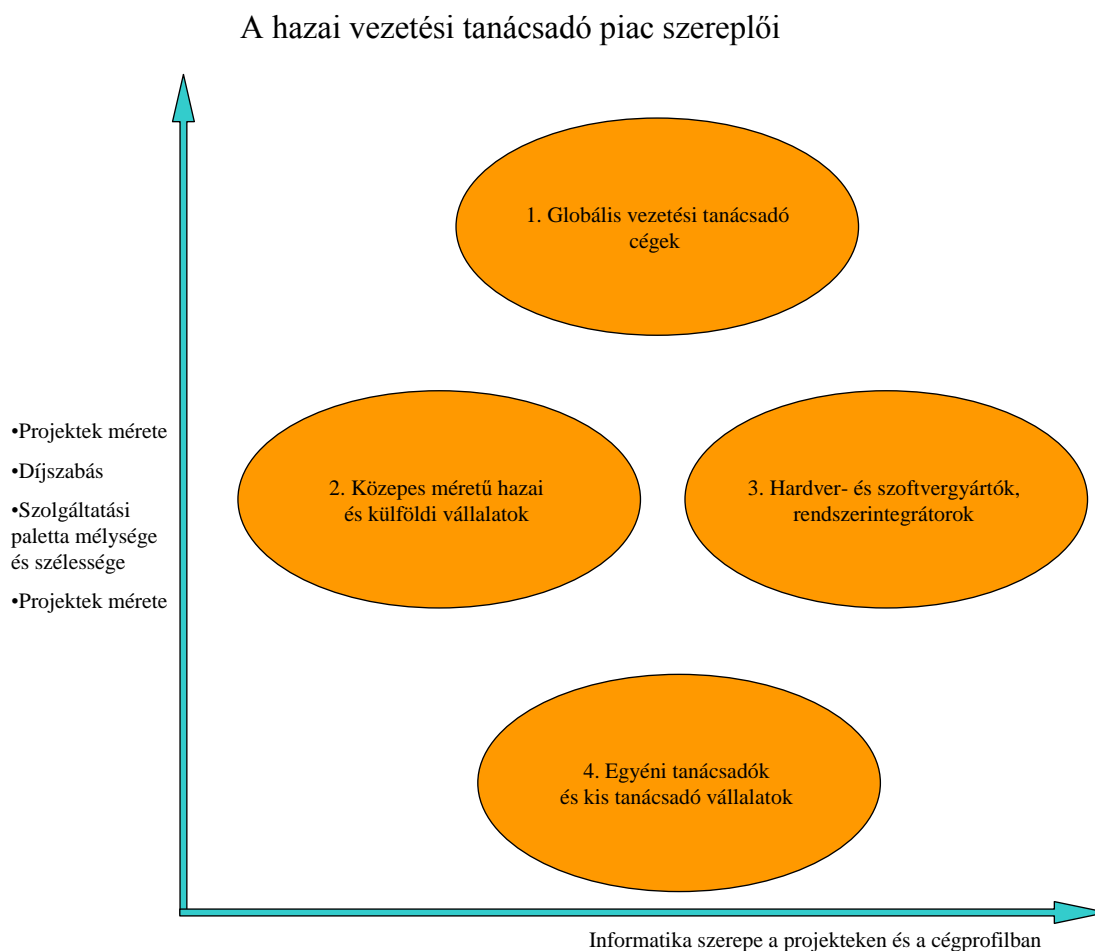 A hazai vezetési tanácsadó piac szereplői
1. Globális vezetési tanácsadó
cégek
•Projektek mérete
•Díjszabás
•Szolgáltatási
paletta mélysége
és szélessége
•Projektek mérete
2. Közepes méretű hazai
és külföldi vállalatok
3. Hardver- és szoftvergyártók,
rendszerintegrátorok
4. Egyéni tanácsadók
és kis tanácsadó vállalatok
Informatika szerepe a projekteken és a cégprofilban